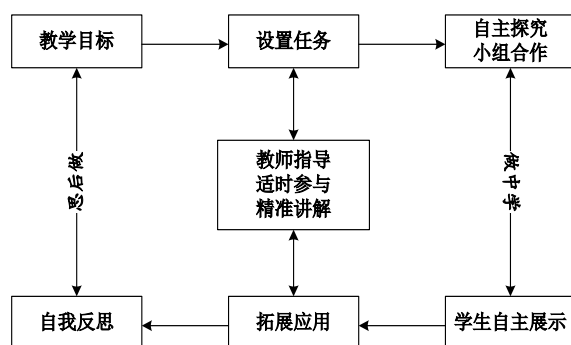 教学目标
设置任务
自主探究
小组合作
教师指导
适时参与
精准讲解
思后做
做中学
自我反思
拓展应用
学生自主展示